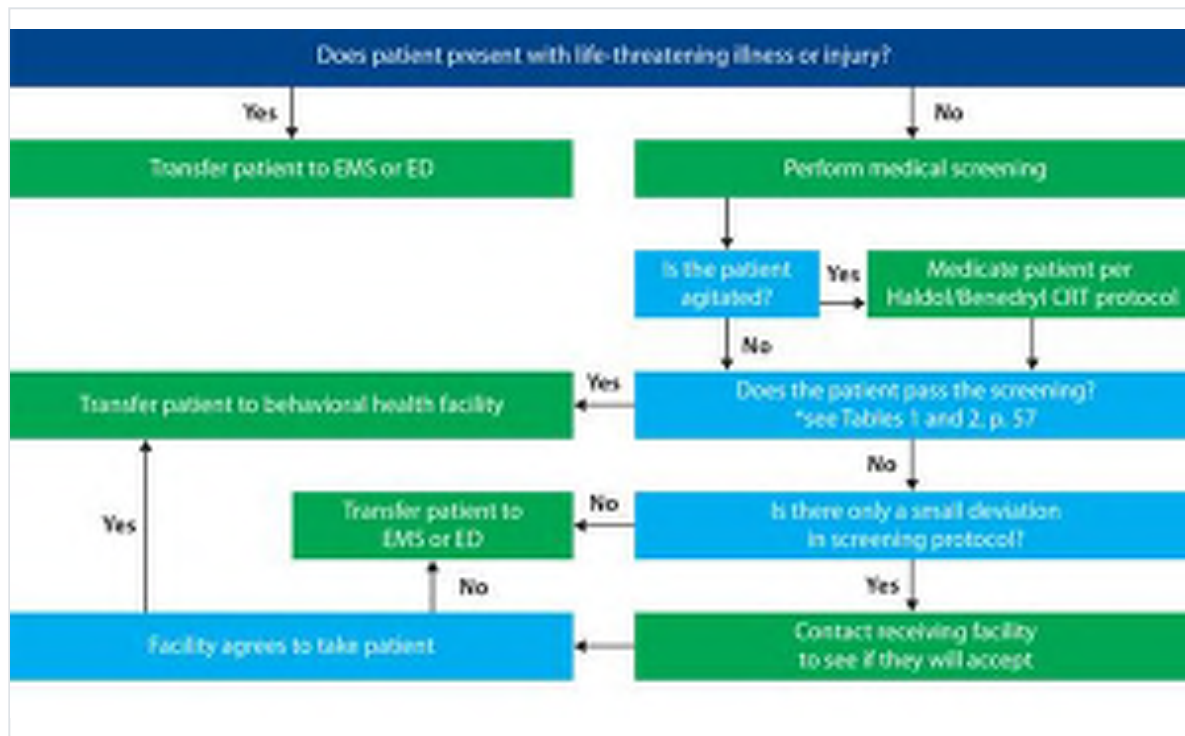 Does patient present with life-threatening illness or injury?
Yes
No
Transfer patient to EMS or ED
Perform medical screening
Is the patient
agitated?
Yes
Medicate patient per
Haldol/Benedryl CRT protocol
No
Transfer patient to behavioral health facility
Yes
Does the patient pass the screening?
*see Tables 1 and 2, p. 57
No
Transfer patient to
EMS or ED
No
Is there only a small deviation
in screening protocol?
Yes
No
Yes
Facility agrees to take patient
Contact receiving facility
to see if they will accept